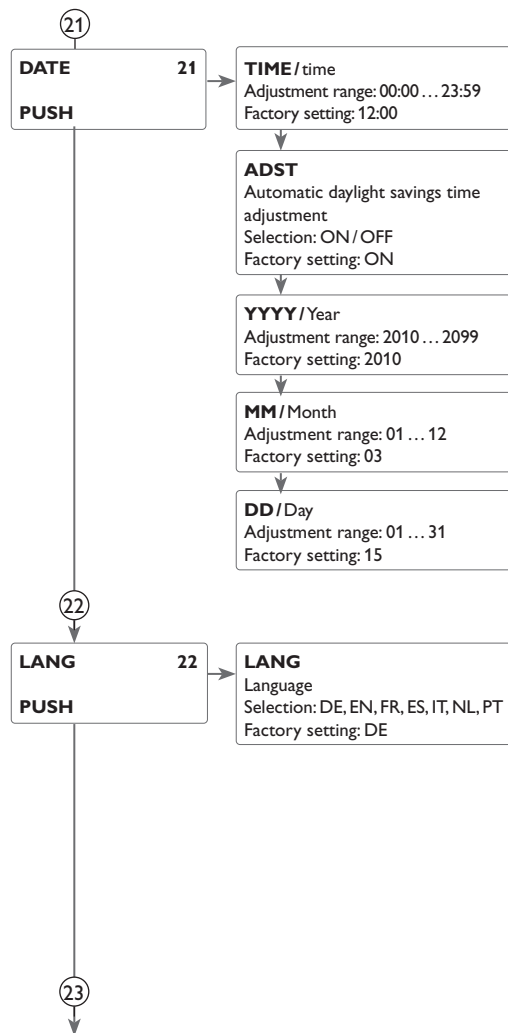 21
DATE 21
PUSH
TIME / time
Adjustment range: 00:00 … 23:59
Factory setting: 12:00
ADST
Automatic daylight savings time
adjustment
Selection: ON / OFF
Factory setting: ON
YYYY / Year
Adjustment range: 2010 … 2099
Factory setting: 2010
MM / Month
Adjustment range: 01 … 12
Factory setting: 03
DD / Day
Adjustment range: 01 … 31
Factory setting: 15
22
LANG 22
PUSH
LANG
Language
Selection: DE, EN, FR, ES, IT, NL, PT
Factory setting: DE
23